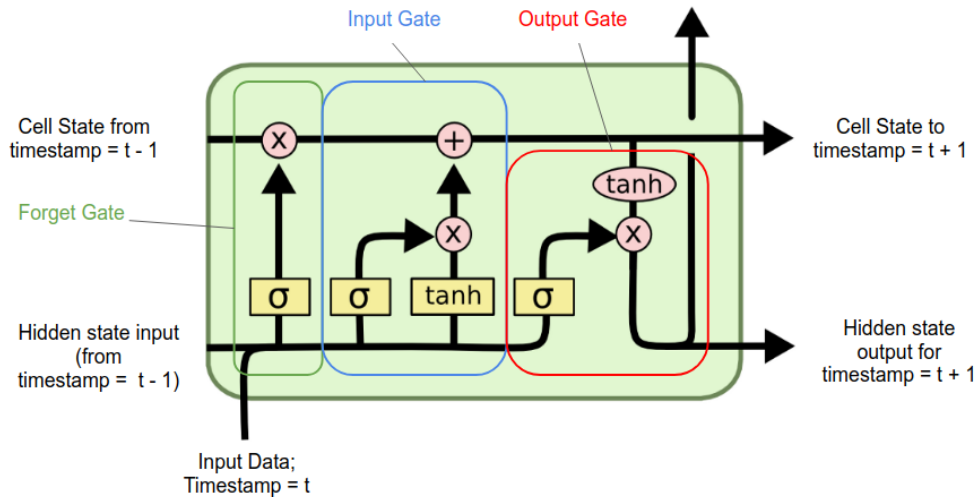 Input Gate
Output Gate
Cell State from
timestamp = t - 1
x
+
Cell State to
timestamp = t + 1
tanh
Forget Gate
x
x
σ
σ
tanh
σ
Hidden state input
(from
timestamp =  t - 1)
Hidden state
output for
timestamp = t + 1
Input Data;
Timestamp = t